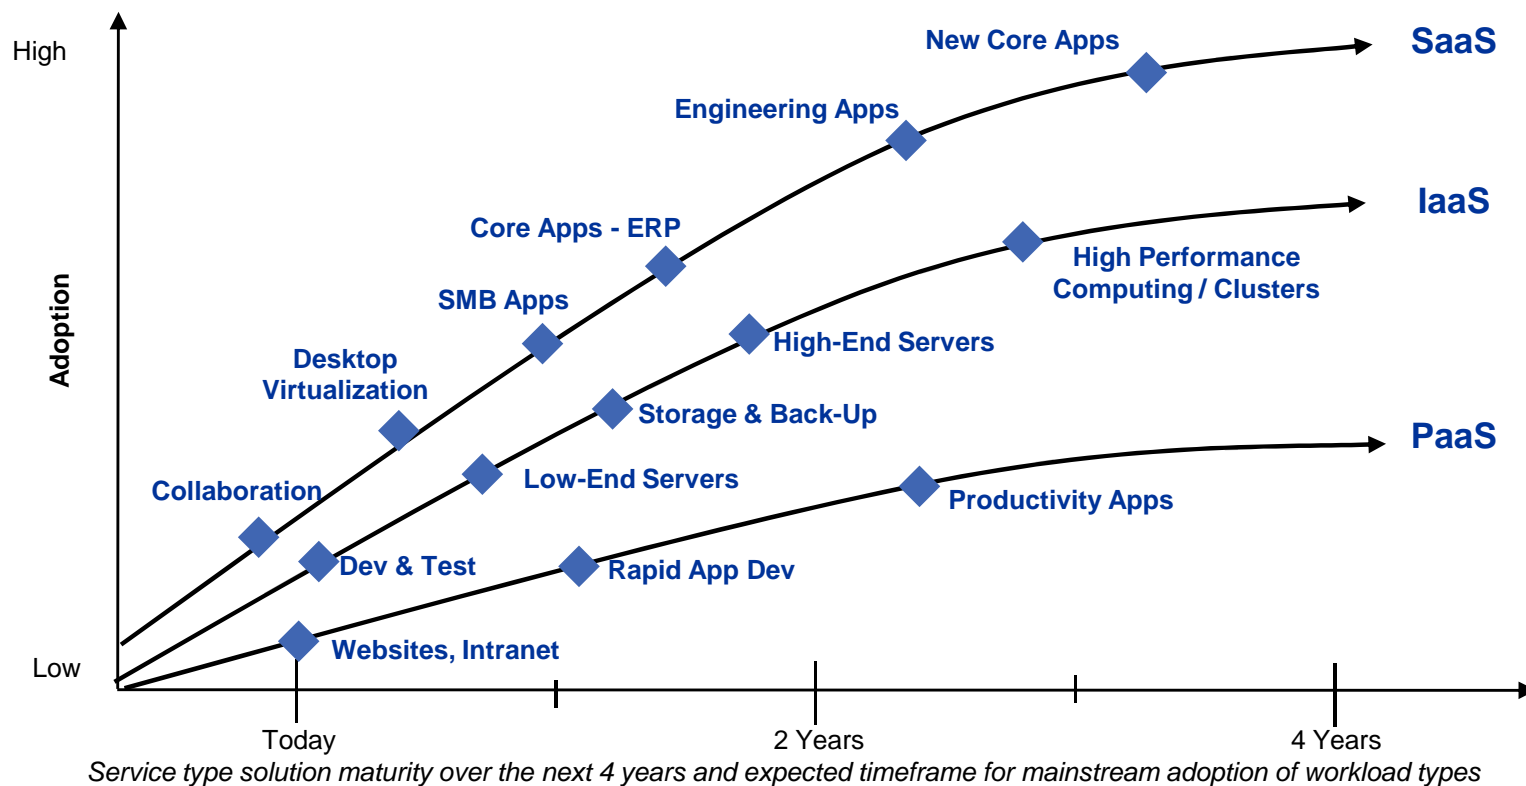 High
New Core Apps
SaaS
Engineering Apps
IaaS
Core Apps - ERP
High Performance
Computing / Clusters
SMB Apps
Adoption
High-End Servers
Desktop
Virtualization
Storage & Back-Up
PaaS
Low-End Servers
Collaboration
Productivity Apps
Dev & Test
Rapid App Dev
Websites, Intranet
Low
Today
2 Years
4 Years
Service type solution maturity over the next 4 years and expected timeframe for mainstream adoption of workload types